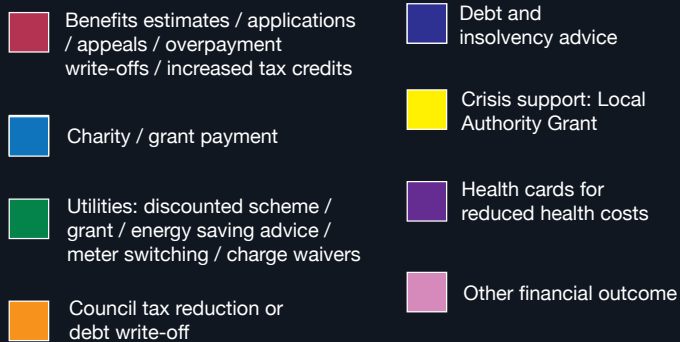 Benefits estimates / applications
/ appeals / overpayment
write-offs / increased tax credits
Charity / grant payment
Utilities: discounted scheme /
grant / energy saving advice /
meter switching / charge waivers
Council tax reduction or
debt write-off
Debt and
insolvency advice
Crisis support: Local
Authority Grant
Health cards for
reduced health costs
Other financial outcome